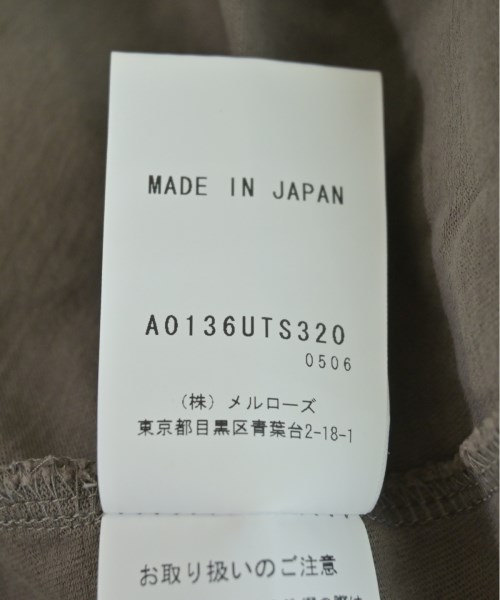 MADE IN JAPAN
A0136UTS320
0506
(株) メルローズ
東京都目黒区青葉台2-18-1
お取り扱いのご注意